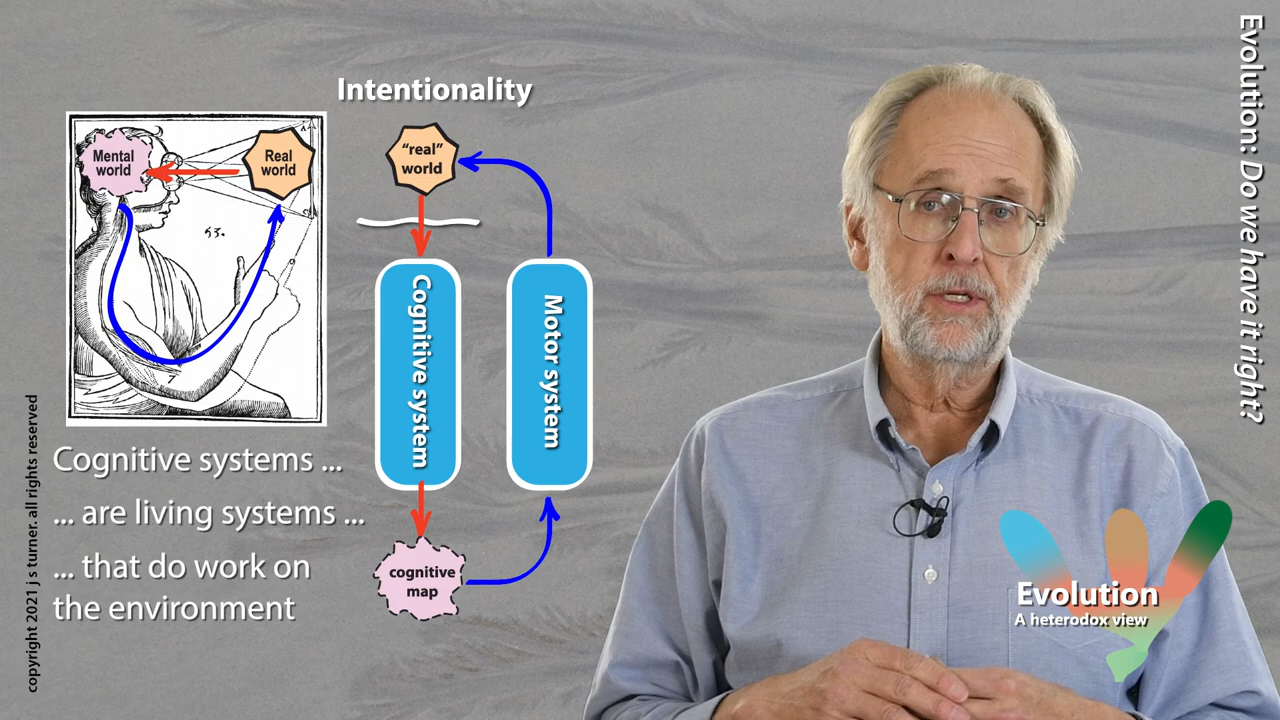 Intentionality
Mental
world
Real
world
53.
7
"real"
world
Cognitive system
Motor system
cognitive
map
Cognitive systems ...
... are living systems ...
... that do work on
the environment
copyright 2021 j s turner. all rights reserved
Evolution: Do we have it right?
Evolution
A heterodox view